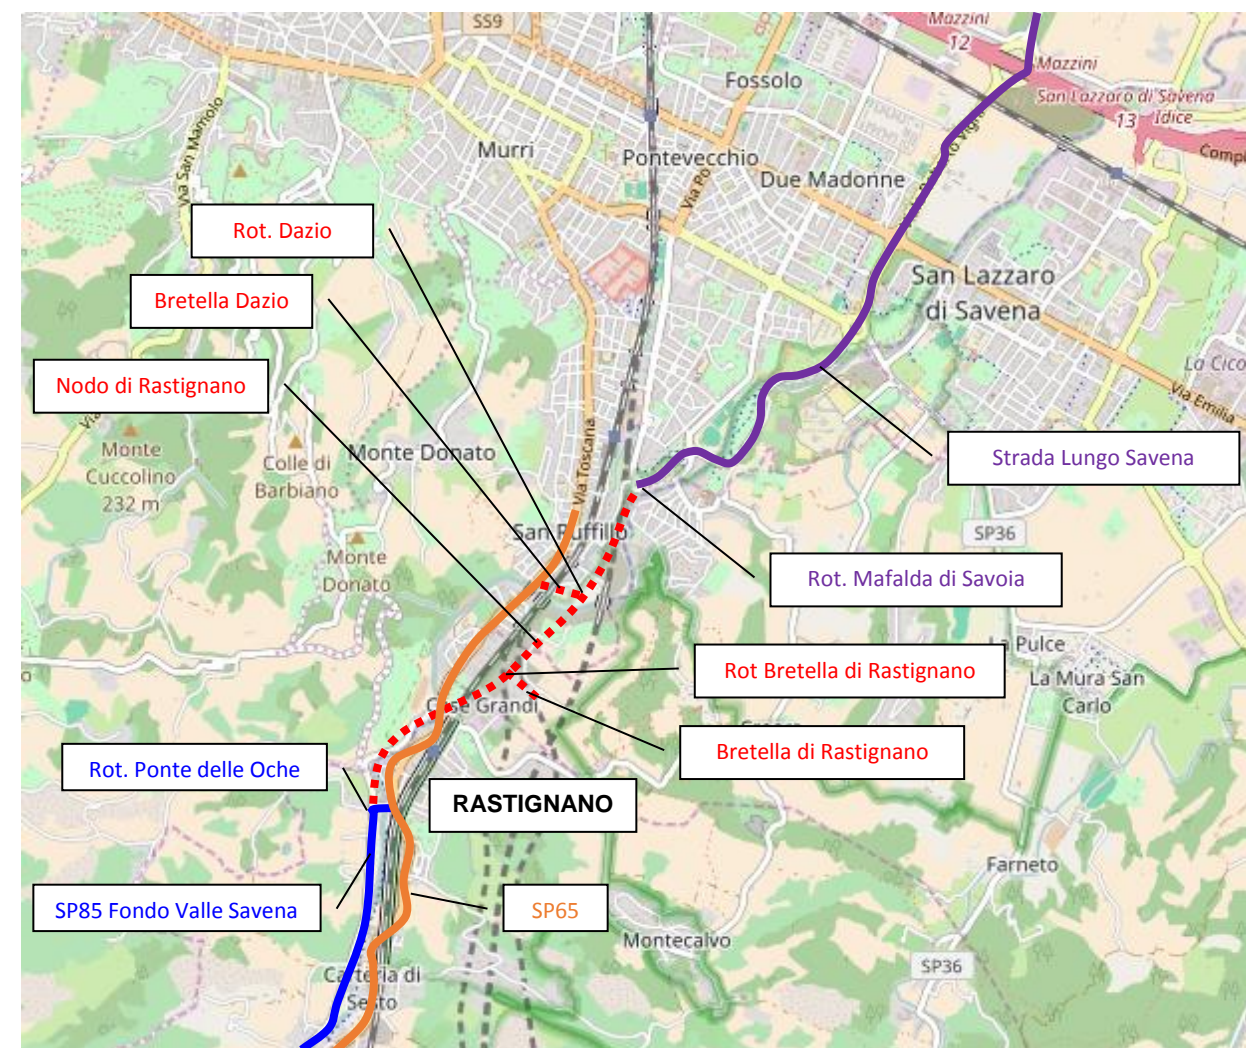 SS9
Mazzini
12
Mazzini
Fossolo
San Lazzaro di Savena
13
Idice
Via San Mamolo
Murri
Pontevecchio
Via Po
Due Madonne
Rot. Dazio
San Lazzaro
di Savena
Bretella Dazio
La Cico
Nodo di Rastignano
Via Emilia
Via Toscana
Monte
Cuccolino
232 m
Colle di
Barbiano
Monte Donato
Strada Lungo Savena
San Ruffillo
SP36
Monte
Donato
Rot. Mafalda di Savoia
La Pulce
Rot Bretella di Rastignano
La Mura San
Carlo
Case Grandi
Bretella di Rastignano
Rot. Ponte delle Oche
RASTIGNANO
Farneto
SP85 Fondo Valle Savena
SP65
Montecalvo
SP36
Carteria di
Sesto